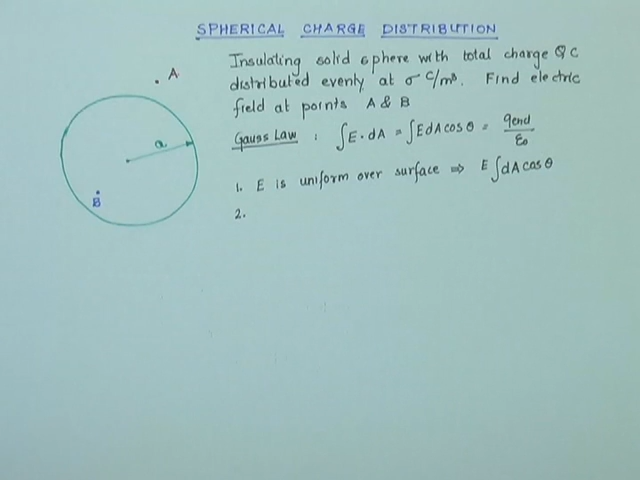 SPHERICAL CHARGE DISTRIBUTION
Insulating solid sphere with total charge Q C
distributed evenly at σ C/m³. Find electric
field at points A & B
Gauss Law : ∫E·dA = ∫EdA cos θ = qencl/ε₀
1. E is uniform over surface ⇒ E∫dA cos θ
2.
A
a
B